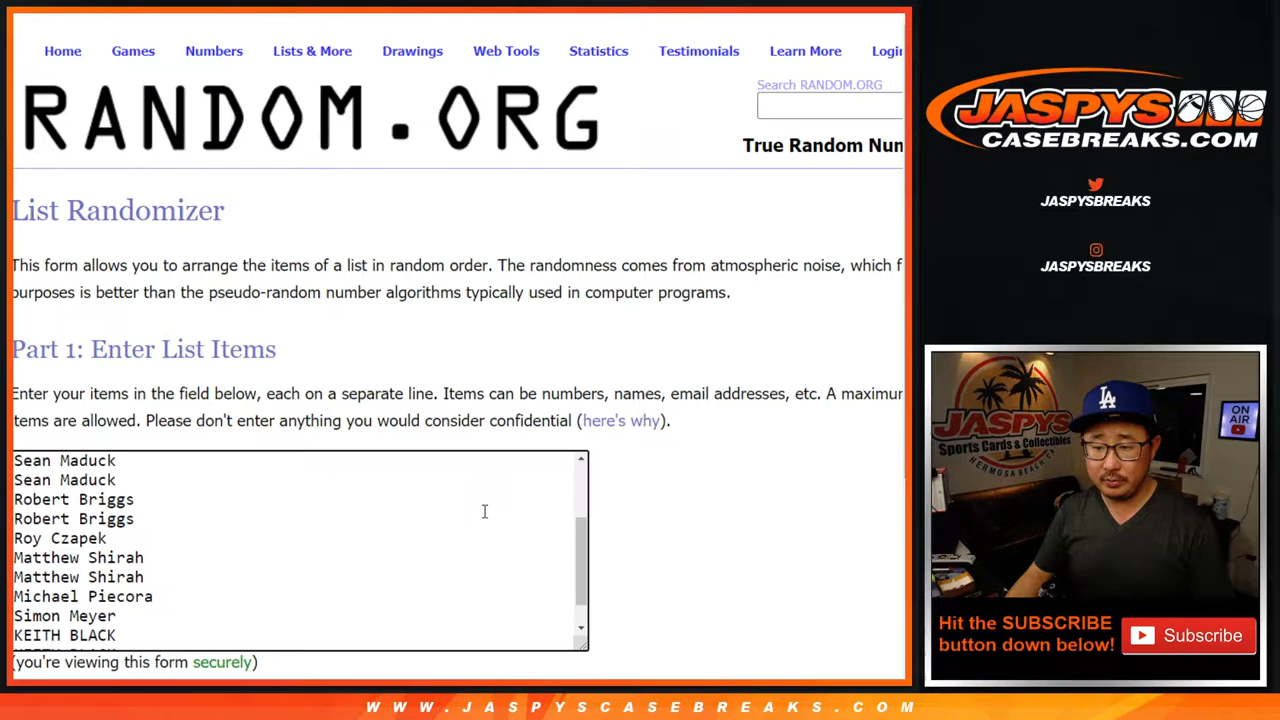 Home Games Numbers Lists & More Drawings Web Tools Statistics Testimonials Learn More Login
Search RANDOM.ORG
RANDOM.ORG
True Random Num
List Randomizer
This form allows you to arrange the items of a list in random order. The randomness comes from atmospheric noise, which f
purposes is better than the pseudo-random number algorithms typically used in computer programs.
Part 1: Enter List Items
Enter your items in the field below, each on a separate line. Items can be numbers, names, email addresses, etc. A maximum
items are allowed. Please don't enter anything you would consider confidential (here's why).
Sean Maduck
Sean Maduck
Robert Briggs
Robert Briggs
Roy Czapek
Matthew Shirah
Matthew Shirah
Michael Piecora
Simon Meyer
KEITH BLACK
(you're viewing this form securely)
JASPYS
CASEBREAKS.COM
JASPYSBREAKS
JASPYSBREAKS
JASPYS
Sports Cards & Collectibles
HERMOSA BEACH
LA
ON
AIR
Hit the SUBSCRIBE
button down below!
Subscribe
WWW.JASPYSCASEBREAKS.COM